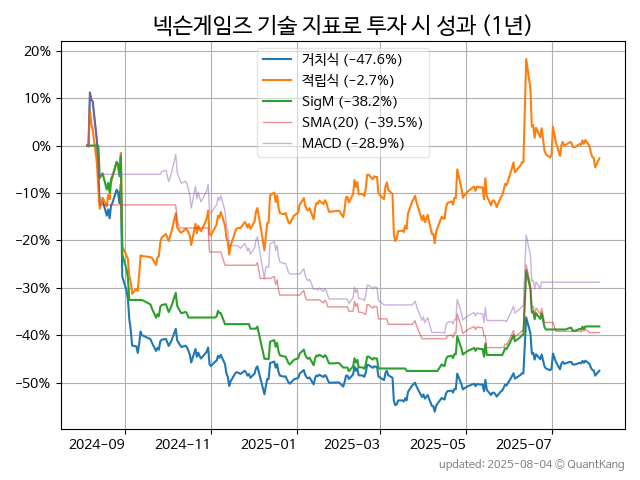 넥슨게임즈 기술 지표로 투자 시 성과 (1년)
거치식 (−47.6%)
적립식 (−2.7%)
SigM (−38.2%)
SMA(20) (−39.5%)
MACD (−28.9%)
20%
10%
0%
−10%
−20%
−30%
−40%
−50%
2024-09 2024-11 2025-01 2025-03 2025-05 2025-07
updated: 2025-08-04 © QuantKang